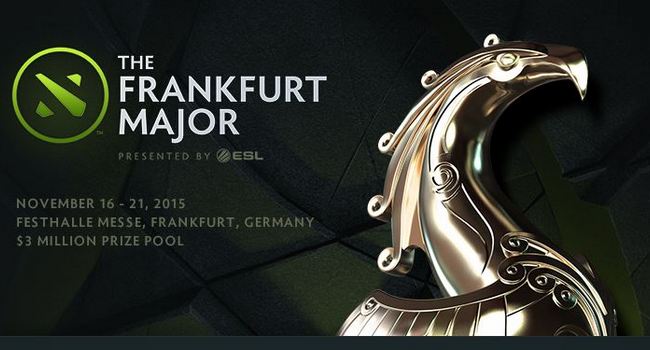 THE
FRANKFURT
MAJOR
PRESENTED BY ESL
NOVEMBER 16 - 21, 2015
FESTHALLE MESSE, FRANKFURT, GERMANY
$3 MILLION PRIZE POOL